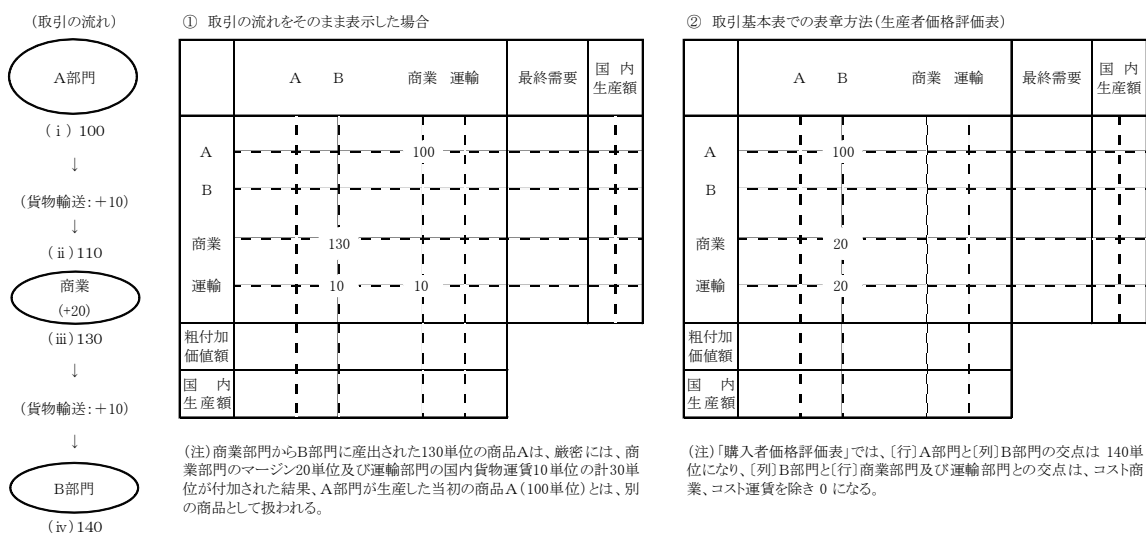 (取引の流れ)
A部門
(ⅰ) 100
↓
(貨物輸送:+10)
↓
(ⅱ)110
商業
(+20)
(ⅲ)130
↓
(貨物輸送:+10)
↓
B部門
(ⅳ)140
① 取引の流れをそのまま表示した場合
A B 商業 運輸 最終需要 国内生産額
A 100
B
商業 130
運輸 10 10
粗付加価値額
国内生産額
(注)商業部門からB部門に産出された130単位の商品Aは、厳密には、商
業部門のマージン20単位及び運輸部門の国内貨物運賃10単位の計30単
位が付加された結果、A部門が生産した当初の商品A(100単位)とは、別
の商品として扱われる。
② 取引基本表での表章方法(生産者価格評価表)
A B 商業 運輸 最終需要 国内生産額
A 100
B
商業 20
運輸 20
粗付加価値額
国内生産額
(注)「購入者価格評価表」では、〔行〕A部門と〔列〕B部門の交点は 140単
位になり、〔列〕B部門と〔行〕商業部門及び運輸部門との交点は、コスト商
業、コスト運賃を除き 0 になる。